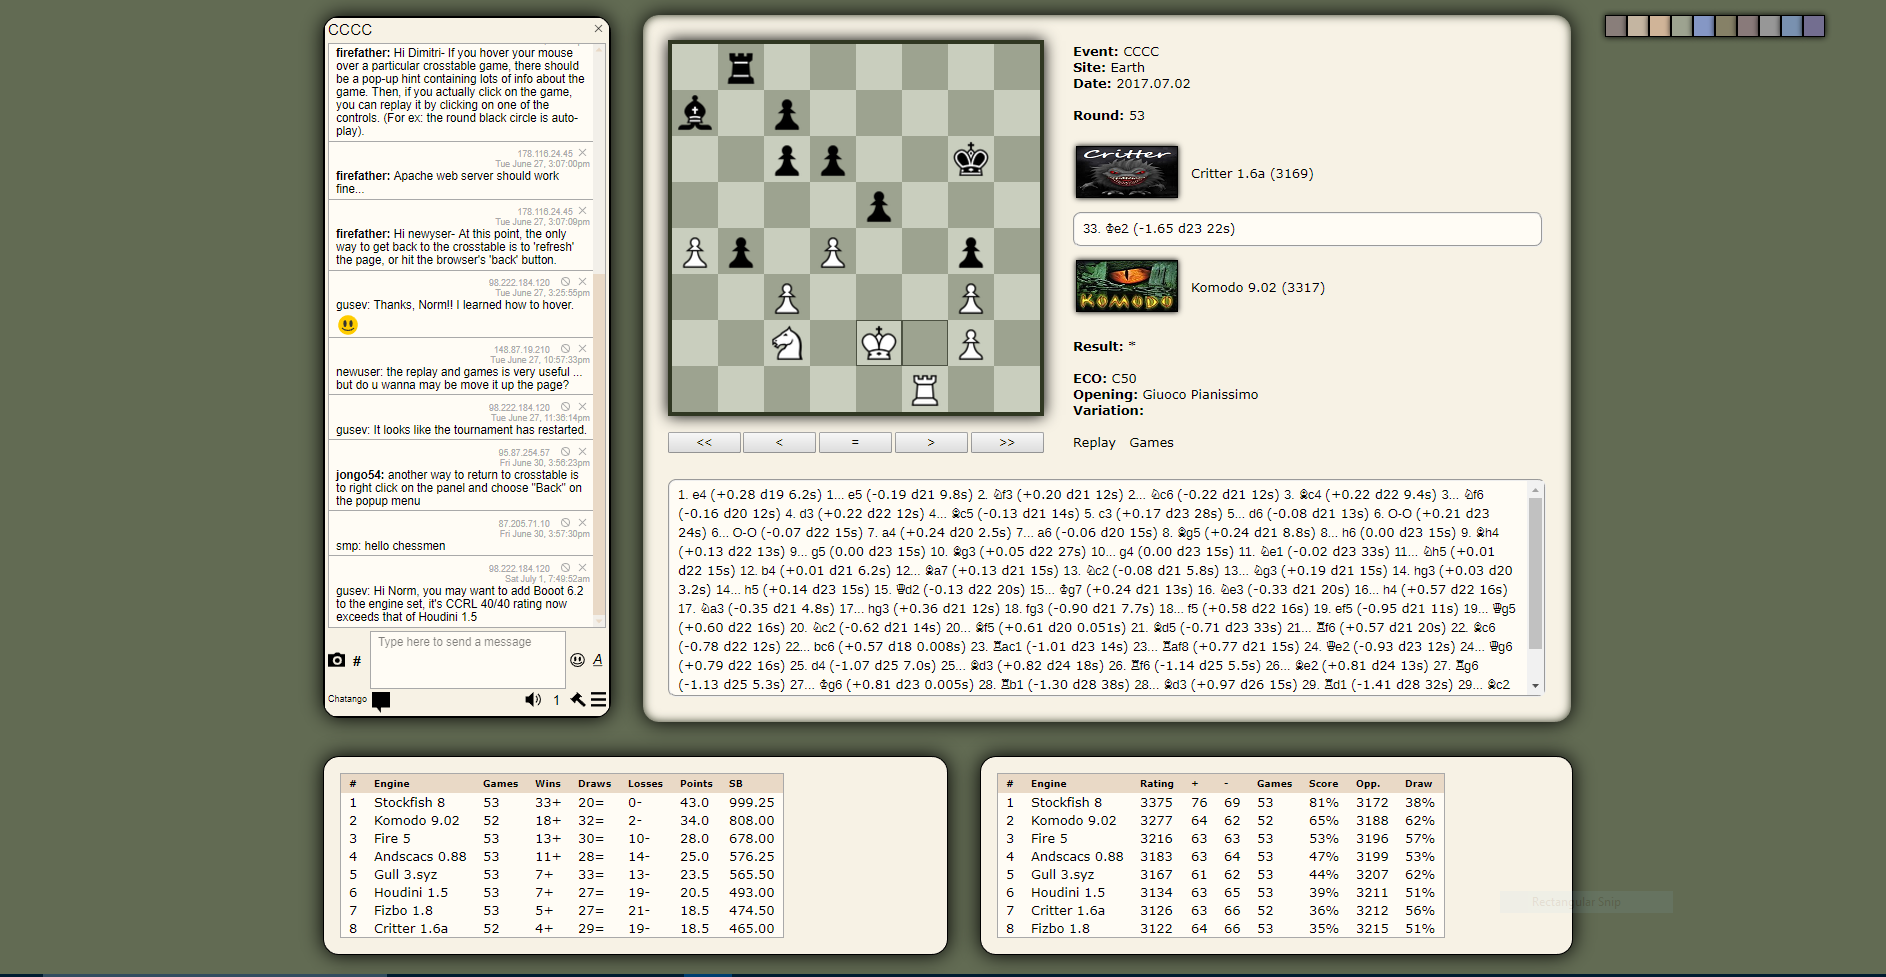 CCCC
firefather: Hi Dimitri- If you hover your mouse
over a particular crosstable game, there should
be a pop-up hint containing lots of info about the
game. Then, if you actually click on the game,
you can replay it by clicking on one of the
controls. (For ex: the round black circle is auto-
play).
178.116.24.45
Tue June 27, 3:07:00pm
firefather: Apache web server should work
fine...
178.116.24.45
Tue June 27, 3:07:09pm
firefather: Hi newyser- At this point, the only
way to get back to the crosstable is to 'refresh'
the page, or hit the browser's 'back' button.
98.222.184.120
Tue June 27, 3:25:55pm
gusev: Thanks, Norm!! I learned how to hover.
148.87.19.210
Tue June 27, 10:57:33pm
newuser: the replay and games is very useful ...
but do u wanna may be move it up the page?
98.222.184.120
Tue June 27, 11:36:14pm
gusev: It looks like the tournament has restarted.
95.87.254.57
Fri June 30, 3:56:23pm
jongo54: another way to return to crosstable is
to right click on the panel and choose "Back" on
the popup menu
87.205.71.10
Fri June 30, 3:57:30pm
smp: hello chessmen
98.222.184.120
Sat July 1, 7:49:52am
gusev: Hi Norm, you may want to add Booot 6.2
to the engine set, it's CCRL 40/40 rating now
exceeds that of Houdini 1.5
Type here to send a message
# A
Chatango 1
Event: CCCC
Site: Earth
Date: 2017.07.02
Round: 53
Critter
Critter 1.6a (3169)
33. ♔e2 (-1.65 d23 22s)
KOMODO
Komodo 9.02 (3317)
Result: *
ECO: C50
Opening: Giuoco Pianissimo
Variation:
Replay Games
<< < = > >>
1. e4 (+0.28 d19 6.2s) 1... e5 (-0.19 d21 9.8s) 2. ♘f3 (+0.20 d21 12s) 2... ♘c6 (-0.22 d21 12s) 3. ♗c4 (+0.22 d22 9.4s) 3... ♘f6
(-0.16 d20 12s) 4. d3 (+0.22 d22 12s) 4... ♗c5 (-0.13 d21 14s) 5. c3 (+0.17 d23 28s) 5... d6 (-0.08 d21 13s) 6. O-O (+0.21 d23
24s) 6... O-O (-0.07 d22 15s) 7. a4 (+0.24 d20 2.5s) 7... a6 (-0.06 d20 15s) 8. ♗g5 (+0.24 d21 8.8s) 8... h6 (0.00 d23 15s) 9. ♗h4
(+0.13 d22 13s) 9... g5 (0.00 d23 15s) 10. ♗g3 (+0.05 d22 27s) 10... g4 (0.00 d23 15s) 11. ♘e1 (-0.02 d23 33s) 11... ♘h5 (+0.01
d22 15s) 12. b4 (+0.01 d21 6.2s) 12... ♗a7 (+0.13 d21 15s) 13. ♘c2 (-0.08 d21 5.8s) 13... ♘g3 (+0.19 d21 15s) 14. hg3 (+0.03 d20
3.2s) 14... h5 (+0.14 d23 15s) 15. ♕d2 (-0.13 d22 20s) 15... ♔g7 (+0.24 d21 13s) 16. ♘e3 (-0.33 d21 20s) 16... h4 (+0.57 d22 16s)
17. ♘a3 (-0.35 d21 4.8s) 17... hg3 (+0.36 d21 12s) 18. fg3 (-0.90 d21 7.7s) 18... f5 (+0.58 d22 16s) 19. ef5 (-0.95 d21 11s) 19... ♕g5
(+0.60 d22 16s) 20. ♘c2 (-0.62 d21 14s) 20... ♗f5 (+0.61 d20 0.051s) 21. ♗d5 (-0.71 d23 33s) 21... ♖f6 (+0.57 d21 20s) 22. ♗c6
(-0.78 d22 12s) 22... bc6 (+0.57 d18 0.008s) 23. ♖ac1 (-1.01 d23 14s) 23... ♖af8 (+0.77 d21 15s) 24. ♕e2 (-0.93 d23 12s) 24... ♕g6
(+0.79 d22 16s) 25. d4 (-1.07 d25 7.0s) 25... ♗d3 (+0.82 d24 18s) 26. ♖f6 (-1.14 d25 5.5s) 26... ♗e2 (+0.81 d24 13s) 27. ♖g6
(-1.13 d25 5.3s) 27... ♔g6 (+0.81 d23 0.005s) 28. ♖b1 (-1.30 d28 38s) 28... ♗d3 (+0.97 d26 15s) 29. ♖d1 (-1.41 d28 32s) 29... ♗c2
# Engine Games Wins Draws Losses Points SB
1 Stockfish 8 53 33+ 20= 0- 43.0 999.25
2 Komodo 9.02 52 18+ 32= 2- 34.0 808.00
3 Fire 5 53 13+ 30= 10- 28.0 678.00
4 Andscacs 0.88 53 11+ 28= 14- 25.0 576.25
5 Gull 3.syz 53 7+ 33= 13- 23.5 565.50
6 Houdini 1.5 53 7+ 27= 19- 20.5 493.00
7 Fizbo 1.8 53 5+ 27= 21- 18.5 474.50
8 Critter 1.6a 52 4+ 29= 19- 18.5 465.00
# Engine Rating + - Games Score Opp. Draw
1 Stockfish 8 3375 76 69 53 81% 3172 38%
2 Komodo 9.02 3277 64 62 52 65% 3188 62%
3 Fire 5 3216 63 63 53 53% 3196 57%
4 Andscacs 0.88 3183 63 64 53 47% 3199 53%
5 Gull 3.syz 3167 61 62 53 44% 3207 62%
6 Houdini 1.5 3134 63 65 53 39% 3211 51%
7 Critter 1.6a 3126 63 66 52 36% 3212 56%
8 Fizbo 1.8 3122 64 66 53 35% 3215 51%
Rectangular Snip